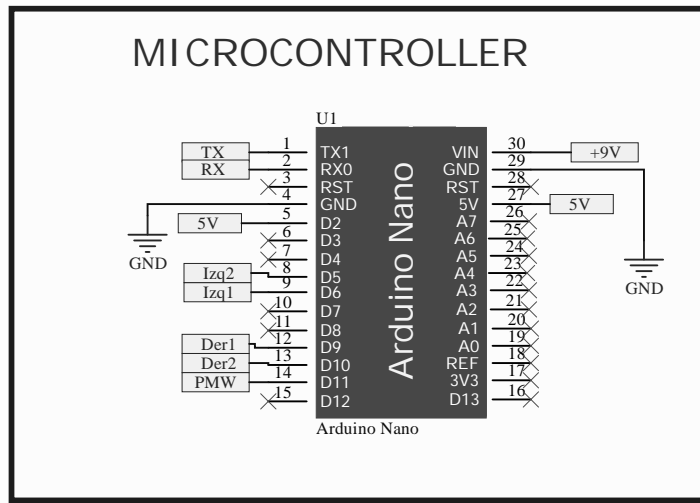 MICROCONTROLLER
U1
TX 1 TX1 VIN 30 +9V
RX 2 RX0 GND 29
3 RST RST 28
4 GND 5V 27 5V
5V 5 D2 A7 26
6 D3 A6 25
7 D4 A5 24
Izq2 8 D5 A4 23
Izq1 9 D6 A3 22
10 D7 A2 21
11 D8 A1 20
Der1 12 D9 A0 19
Der2 13 D10 REF 18
PMW 14 D11 3V3 17
15 D12 D13 16
Arduino Nano
GND
GND
Arduino Nano